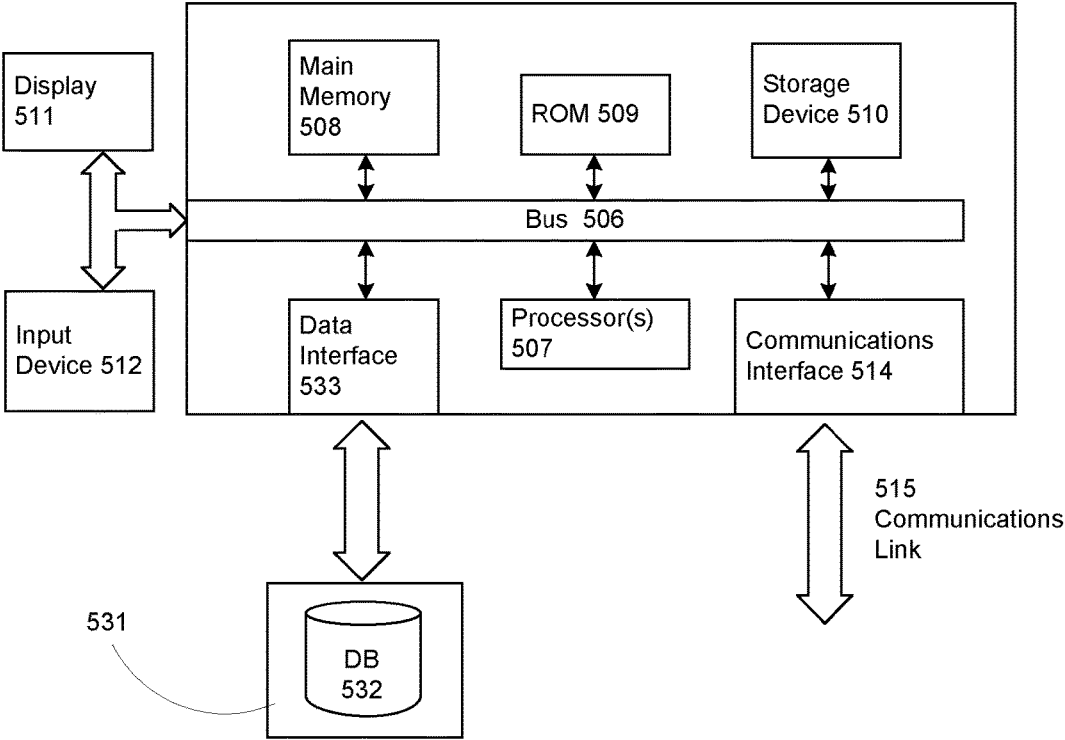 Display
511
Main
Memory
508
ROM 509
Storage
Device 510
Bus 506
Input
Device 512
Data
Interface
533
Processor(s)
507
Communications
Interface 514
515
Communications
Link
531
DB
532